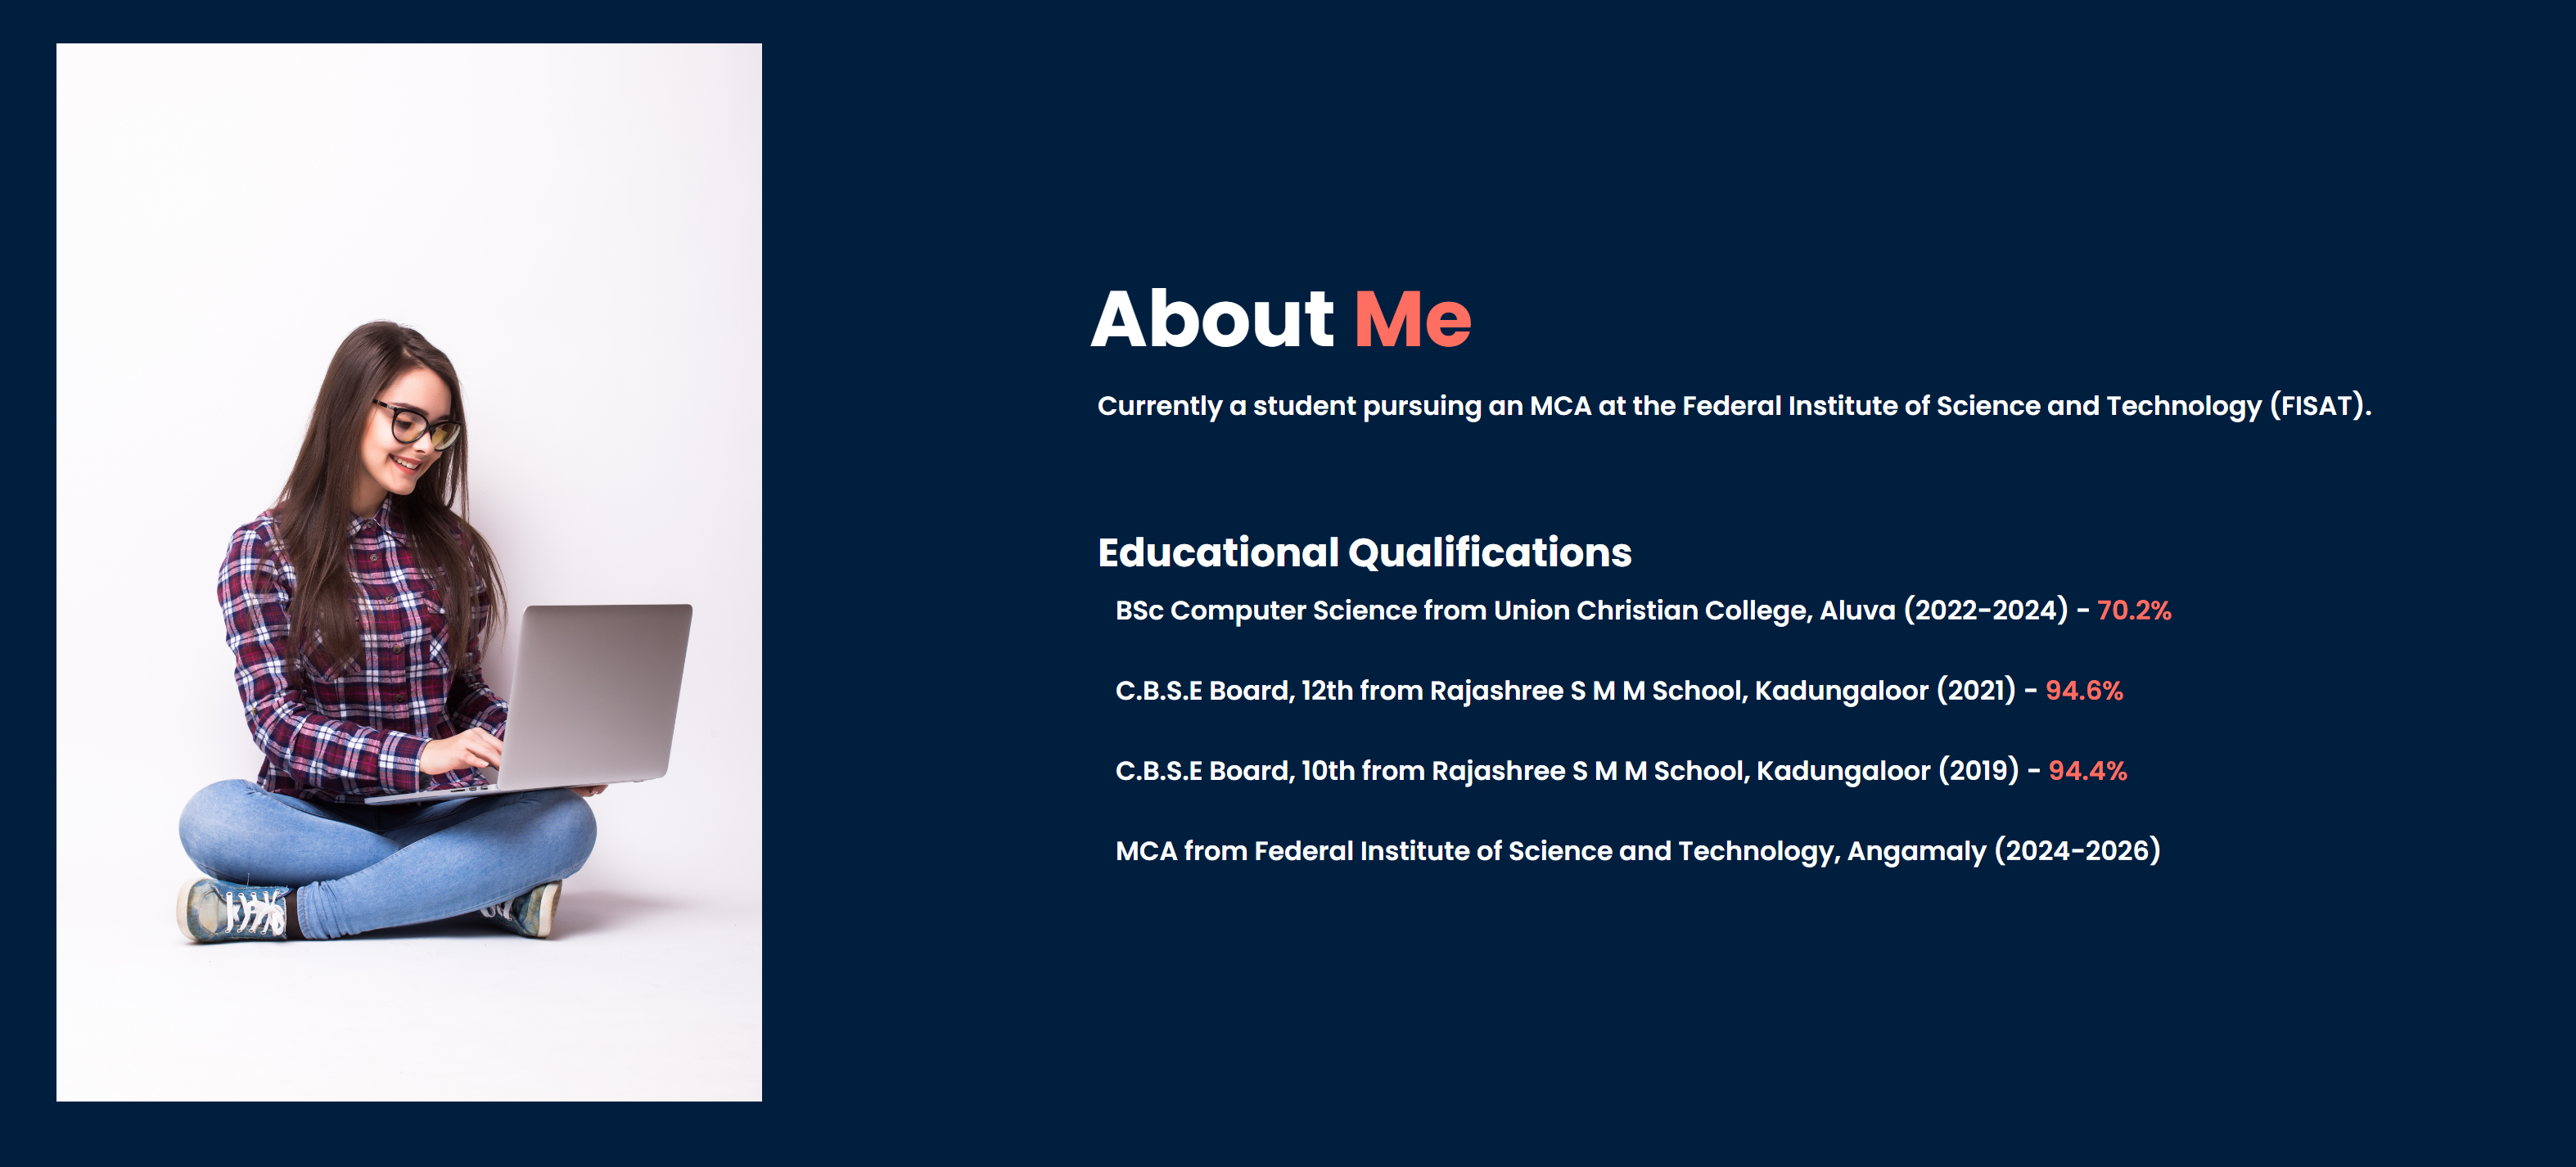 About Me
Currently a student pursuing an MCA at the Federal Institute of Science and Technology (FISAT).
Educational Qualifications
BSc Computer Science from Union Christian College, Aluva (2022-2024) - 70.2%
C.B.S.E Board, 12th from Rajashree S M M School, Kadungaloor (2021) - 94.6%
C.B.S.E Board, 10th from Rajashree S M M School, Kadungaloor (2019) - 94.4%
MCA from Federal Institute of Science and Technology, Angamaly (2024-2026)